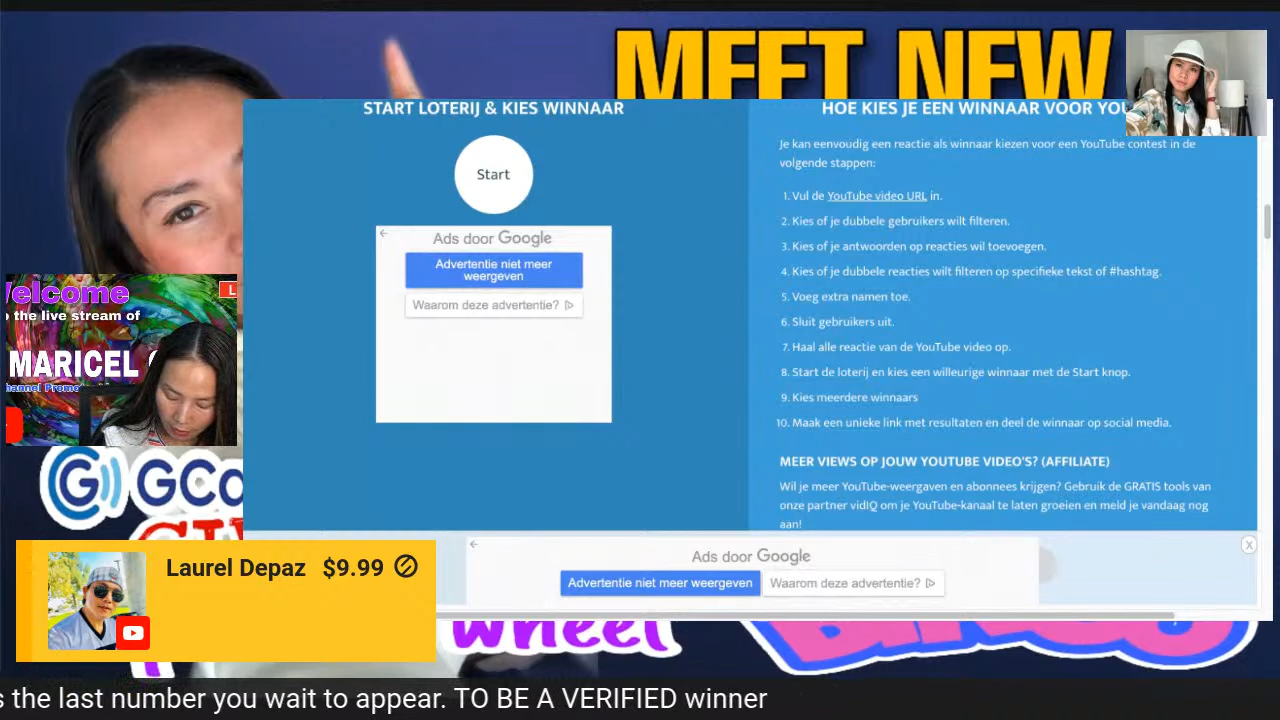 MEET NEW
START LOTERIJ & KIES WINNAAR
Start
Ads door Google
Advertentie niet meer
weergeven
Waarom deze advertentie?
HOE KIES JE EEN WINNAAR VOOR YOU
Je kan eenvoudig een reactie als winnaar kiezen voor een YouTube contest in de
volgende stappen:
1. Vul de YouTube video URL in.
2. Kies of je dubbele gebruikers wilt filteren.
3. Kies of je antwoorden op reacties wil toevoegen.
4. Kies of je dubbele reacties wilt filteren op specifieke tekst of #hashtag.
5. Voeg extra namen toe.
6. Sluit gebruikers uit.
7. Haal alle reactie van de YouTube video op.
8. Start de loterij en kies een willeurige winnaar met de Start knop.
9. Kies meerdere winnaars
10. Maak een unieke link met resultaten en deel de winnaar op social media.
MEER VIEWS OP JOUW YOUTUBE VIDEO'S? (AFFILIATE)
Wil je meer YouTube-weergaven en abonnees krijgen? Gebruik de GRATIS tools van
onze partner vidIQ om je YouTube-kanaal te laten groeien en meld je vandaag nog
aan!
Ads door Google
Advertentie niet meer weergeven
Waarom deze advertentie?
X
Welcome
L
o the live stream of
MARICEL
hannel Promo
GCa
Laurel Depaz $9.99
wheel
s the last number you wait to appear. TO BE A VERIFIED winner